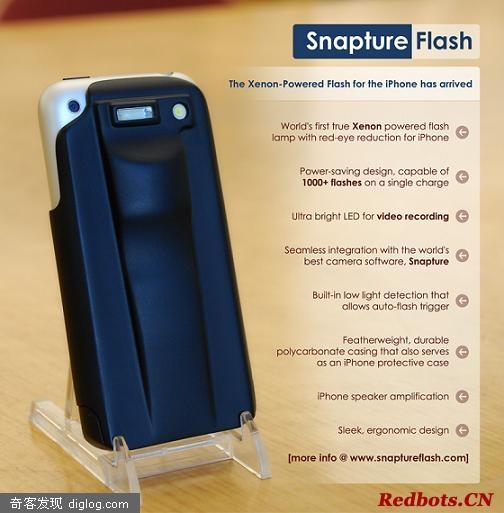 Snapture Flash
The Xenon-Powered Flash for the iPhone has arrived
World's first true Xenon powered flash
lamp with red-eye reduction for iPhone
Power-saving design, capable of
1000+ flashes on a single charge
Ultra bright LED for video recording
Seamless integration with the world's
best camera software, Snapture
Built-in low light detection that
allows auto-flash trigger
Featherweight, durable
polycarbonate casing that also serves
as an iPhone protective case
iPhone speaker amplification
Sleek, ergonomic design
[more info @ www.snaptureflash.com]
奇客发现 diglog.com
Redbots.CN